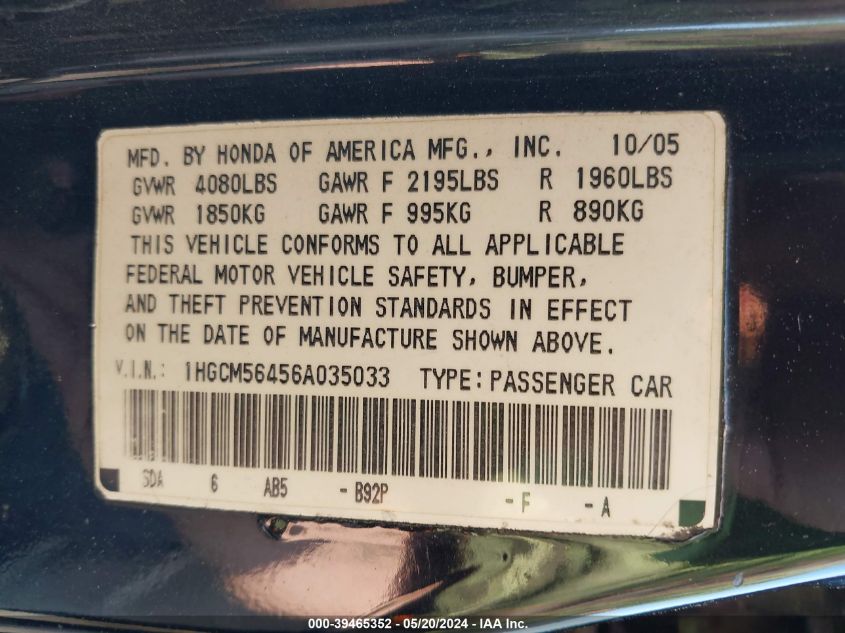 MFD. BY HONDA OF AMERICA MFG., INC. 10/05
GVWR 4080LBS GAWR F 2195LBS R 1960LBS
GVWR 1850KG GAWR F 995KG R 890KG
THIS VEHICLE CONFORMS TO ALL APPLICABLE
FEDERAL MOTOR VEHICLE SAFETY, BUMPER,
AND THEFT PREVENTION STANDARDS IN EFFECT
ON THE DATE OF MANUFACTURE SHOWN ABOVE.
V.I.N.: 1HGCM56456A035033 TYPE: PASSENGER CAR
SDA 6 AB5 -B92P -F -A
000-39465352 - 05/20/2024 - IAA Inc.